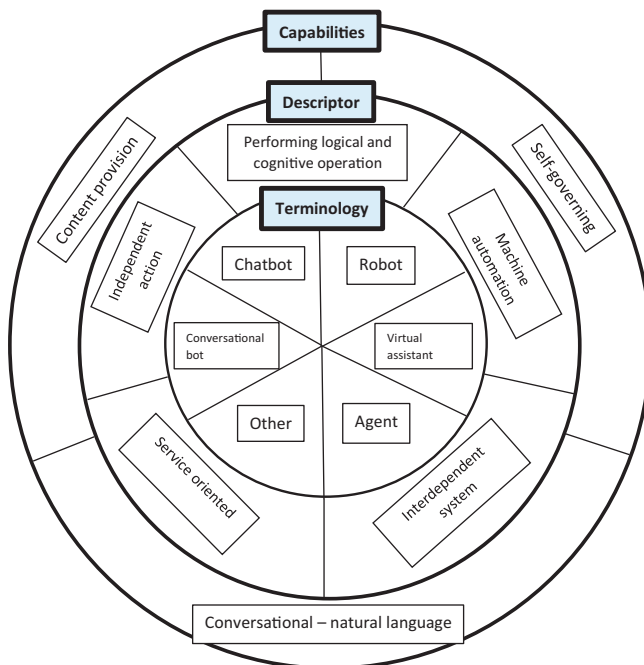 Capabilities
Descriptor
Performing logical and
cognitive operation
Content provision
Self-governing
Terminology
Independent
action
Machine
automation
Chatbot
Robot
Conversational
bot
Virtual
assistant
Other
Agent
Service oriented
Interdependent
system
Conversational – natural language